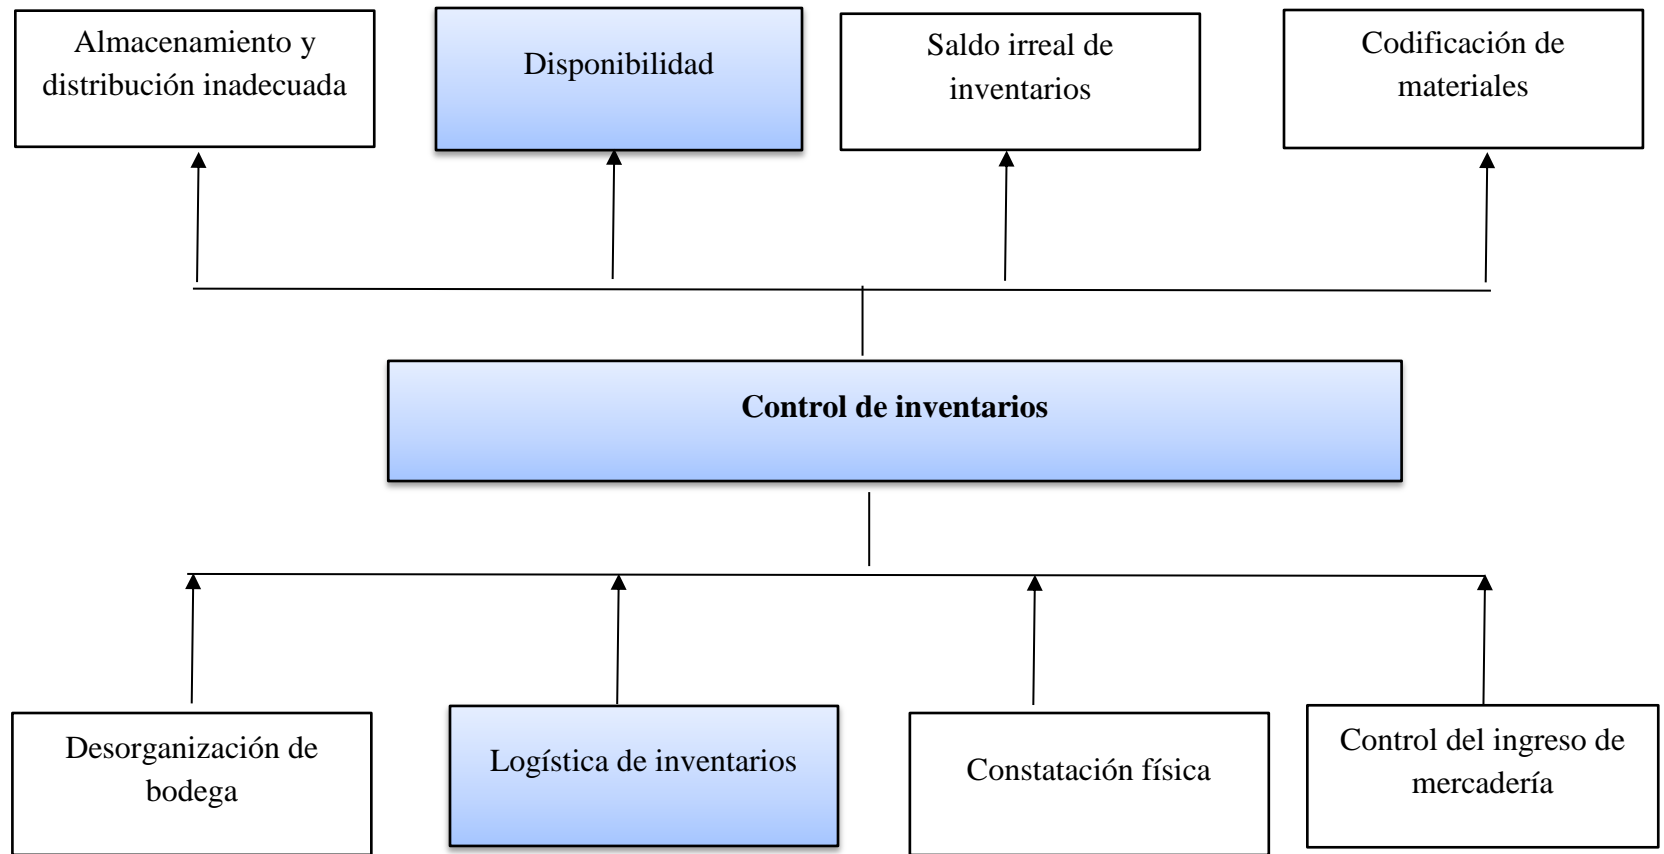 Almacenamiento y
distribución inadecuada
Disponibilidad
Saldo irreal de
inventarios
Codificación de
materiales
Control de inventarios
Desorganización de
bodega
Logística de inventarios
Constatación física
Control del ingreso de
mercadería